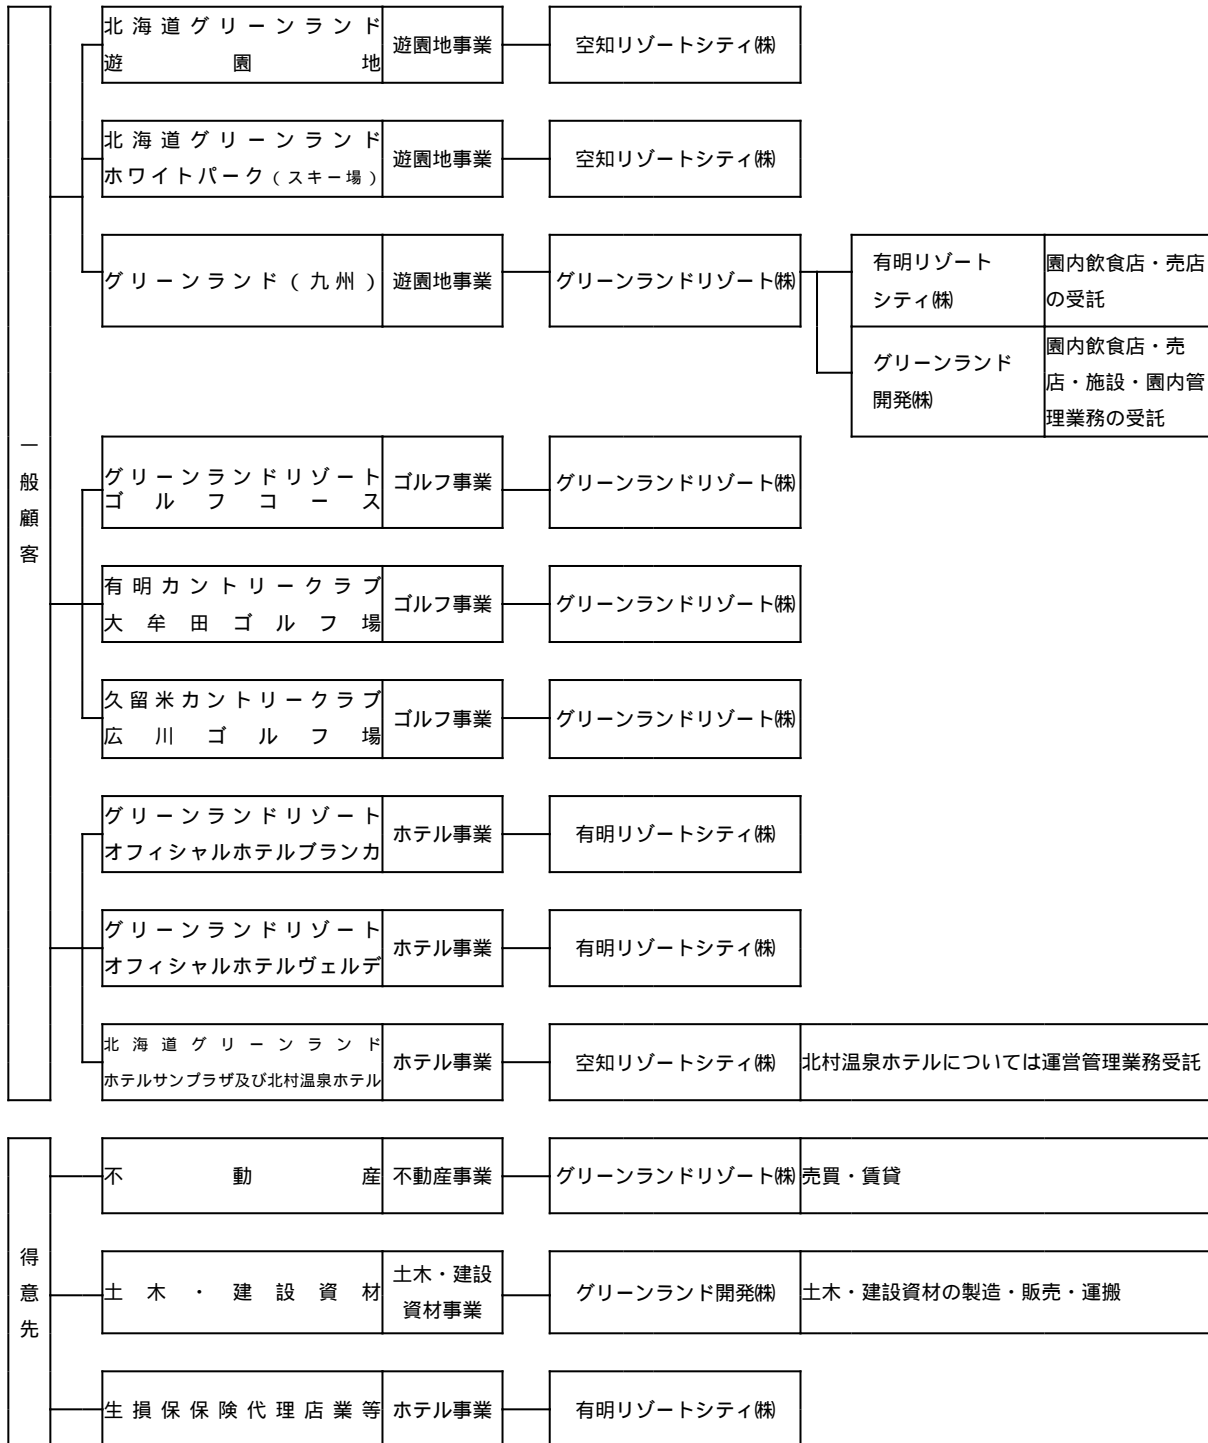 一般顧客
北海道グリーンランド
遊園地
遊園地事業
空知リゾートシティ㈱
北海道グリーンランド
ホワイトパーク(スキー場)
遊園地事業
空知リゾートシティ㈱
グリーンランド(九州)
遊園地事業
グリーンランドリゾート㈱
有明リゾート
シティ㈱
園内飲食店・売店
の受託
グリーンランド
開発㈱
園内飲食店・売
店・施設・園内管
理業務の受託
グリーンランドリゾート
ゴルフコース
ゴルフ事業
グリーンランドリゾート㈱
有明カントリークラブ
大牟田ゴルフ場
ゴルフ事業
グリーンランドリゾート㈱
久留米カントリークラブ
広川ゴルフ場
ゴルフ事業
グリーンランドリゾート㈱
グリーンランドリゾート
オフィシャルホテルブランカ
ホテル事業
有明リゾートシティ㈱
グリーンランドリゾート
オフィシャルホテルヴェルデ
ホテル事業
有明リゾートシティ㈱
北海道グリーンランド
ホテルサンプラザ及び北村温泉ホテル
ホテル事業
空知リゾートシティ㈱
北村温泉ホテルについては運営管理業務受託
得意先
不動産
不動産事業
グリーンランドリゾート㈱
売買・賃貸
土木・建設資材
土木・建設
資材事業
グリーンランド開発㈱
土木・建設資材の製造・販売・運搬
生損保保険代理店業等
ホテル事業
有明リゾートシティ㈱